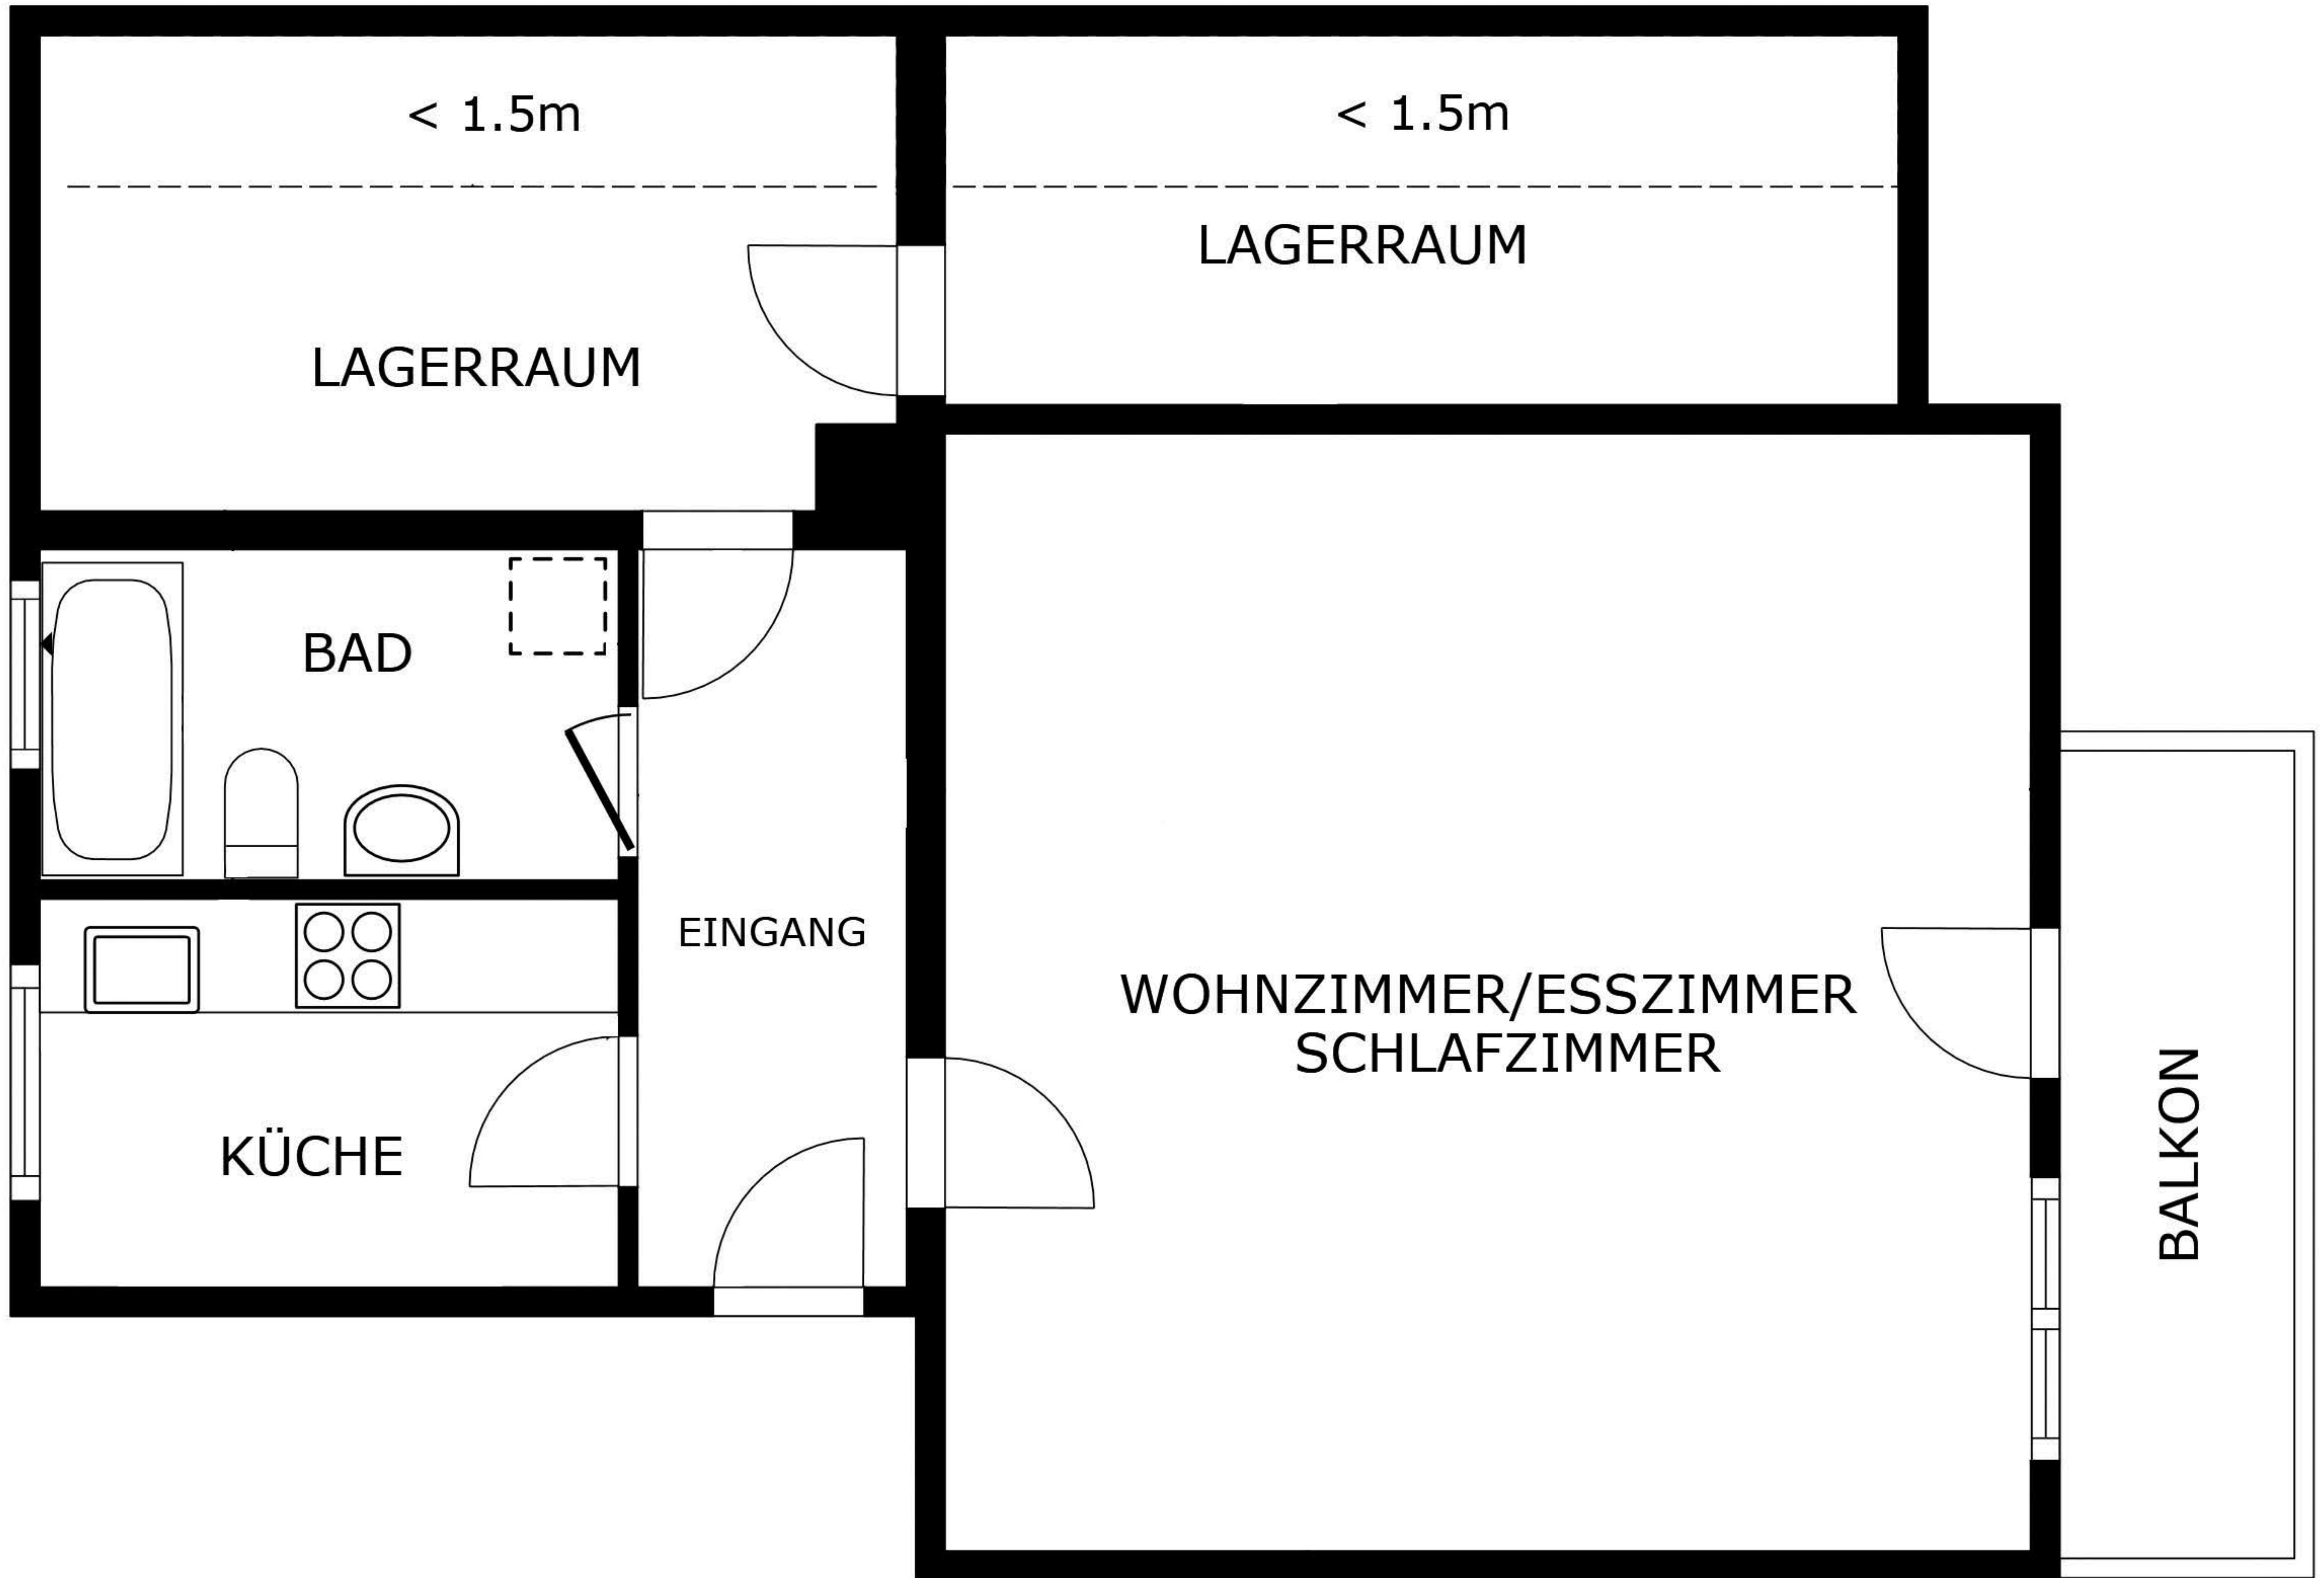 < 1.5m
< 1.5m
LAGERRAUM
LAGERRAUM
BAD
EINGANG
WOHNZIMMER/ESSZIMMER
SCHLAFZIMMER
KÜCHE
BALKON